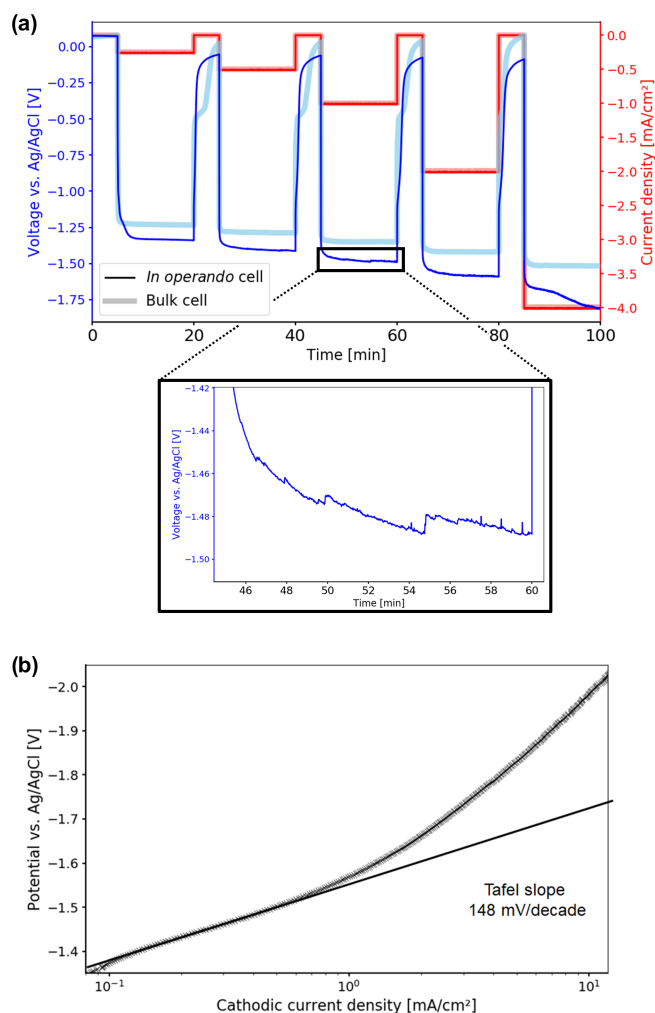 (a)
0.00
−0.25
−0.50
−0.75
−1.00
−1.25
−1.50
−1.75
Voltage vs. Ag/AgCl [V]
0.0
−0.5
−1.0
−1.5
−2.0
−2.5
−3.0
−3.5
−4.0
Current density [mA/cm²]
In operando cell
Bulk cell
0 20 40 60 80 100
Time [min]
−1.42
−1.44
−1.46
−1.48
−1.50
Voltage vs. Ag/AgCl [V]
46 48 50 52 54 56 58 60
Time [min]
(b)
−2.0
−1.9
−1.8
−1.7
−1.6
−1.5
−1.4
Potential vs. Ag/AgCl [V]
Tafel slope
148 mV/decade
10⁻¹ 10⁰ 10¹
Cathodic current density [mA/cm²]